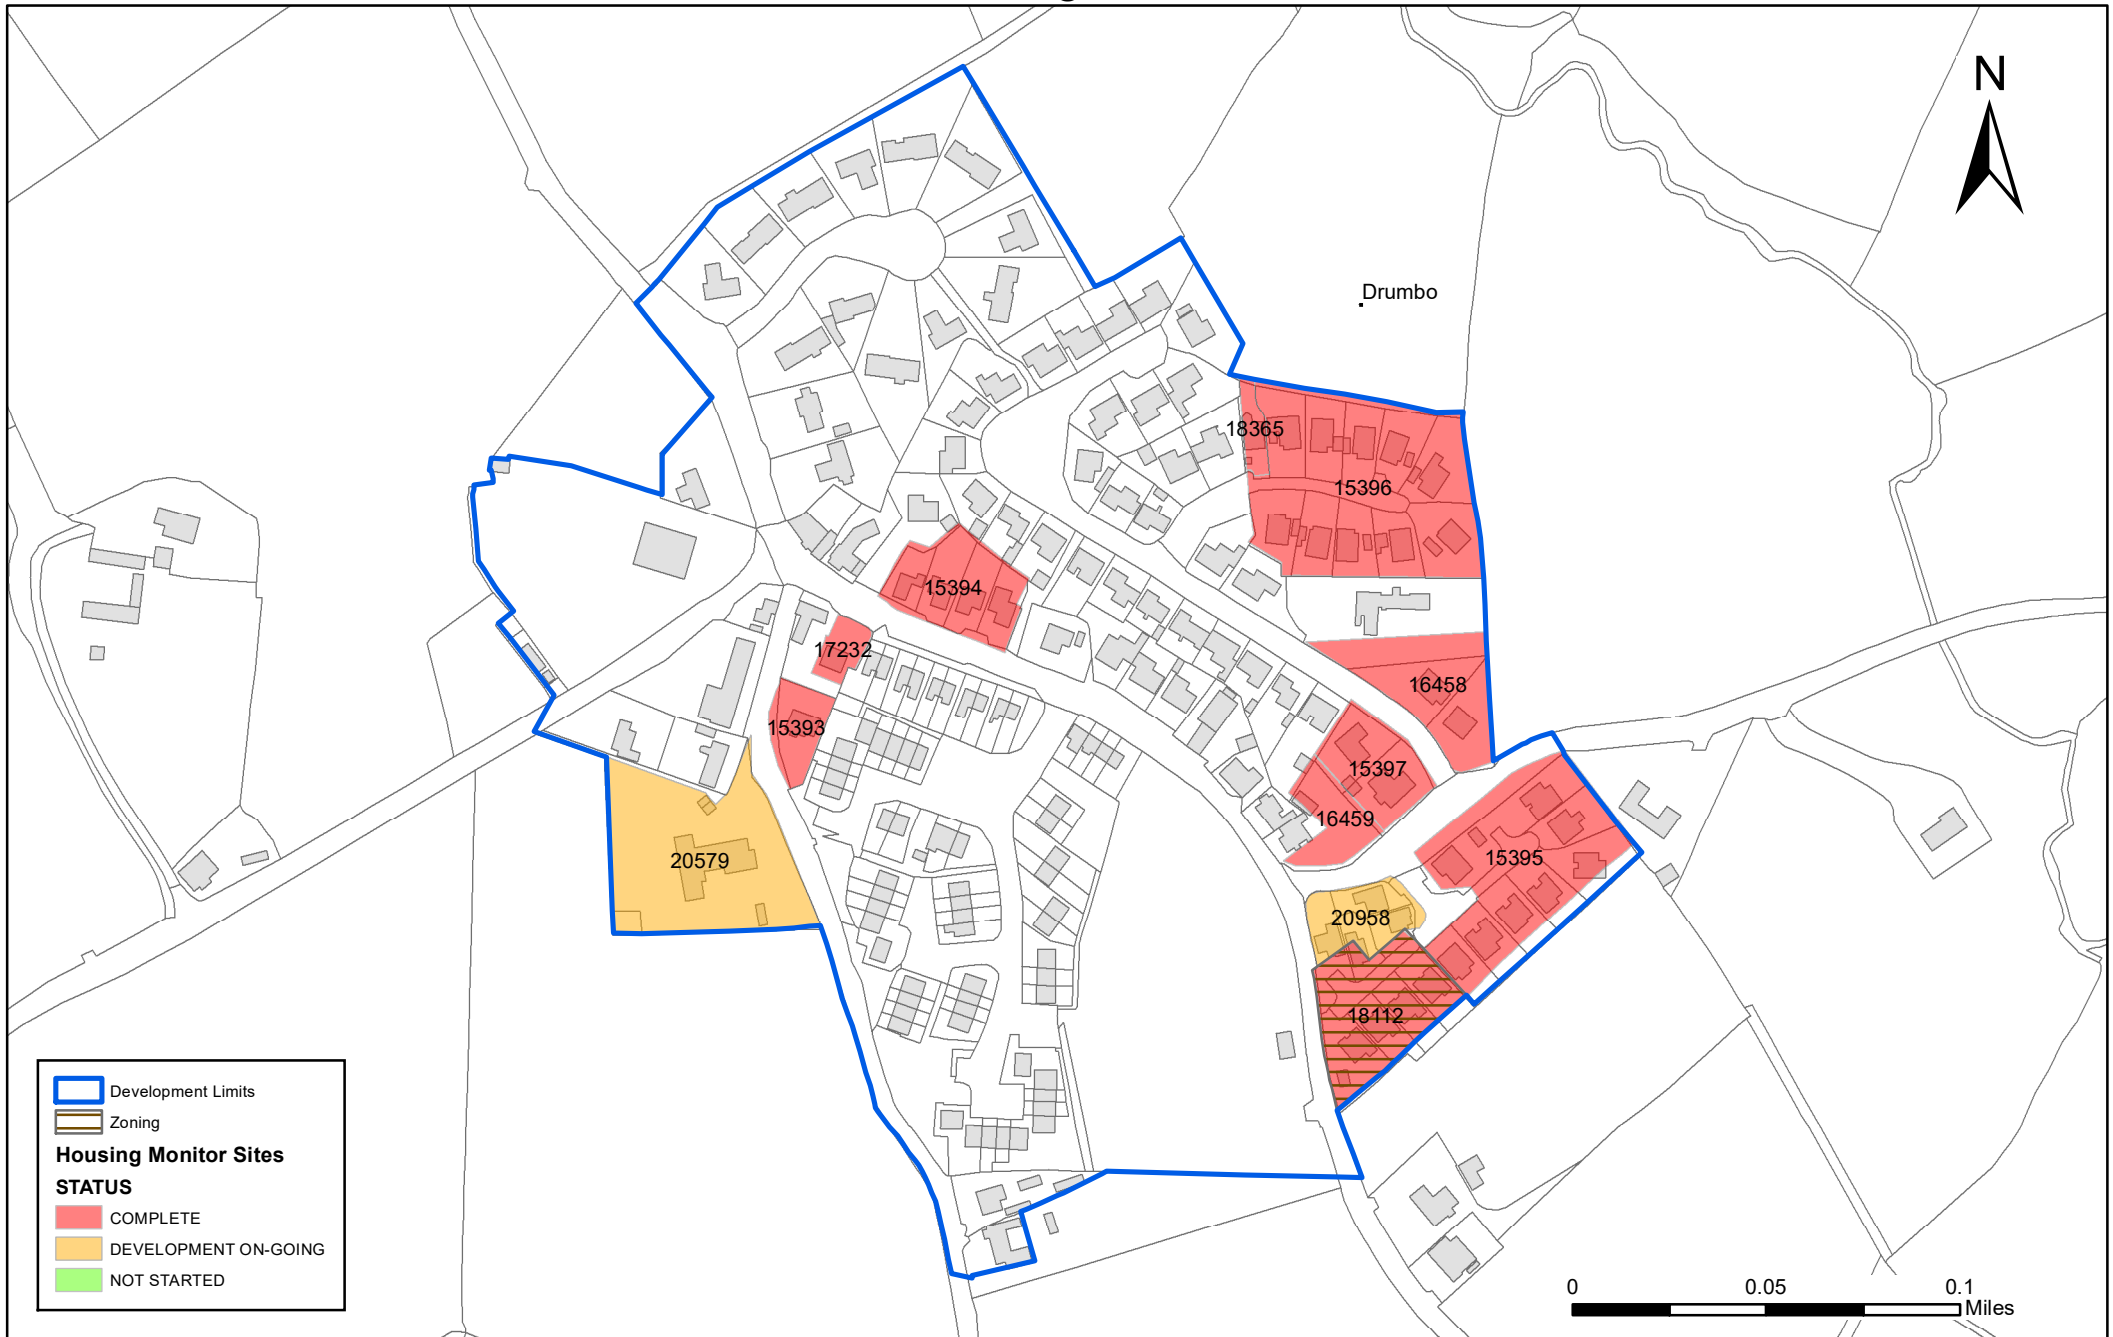 N
Drumbo
18365
15396
15394
17232
16458
15393
15397
16459
20579
15395
20958
18112
Development Limits
Zoning
Housing Monitor Sites
STATUS
COMPLETE
DEVELOPMENT ON-GOING
NOT STARTED
0 0.05 0.1
Miles